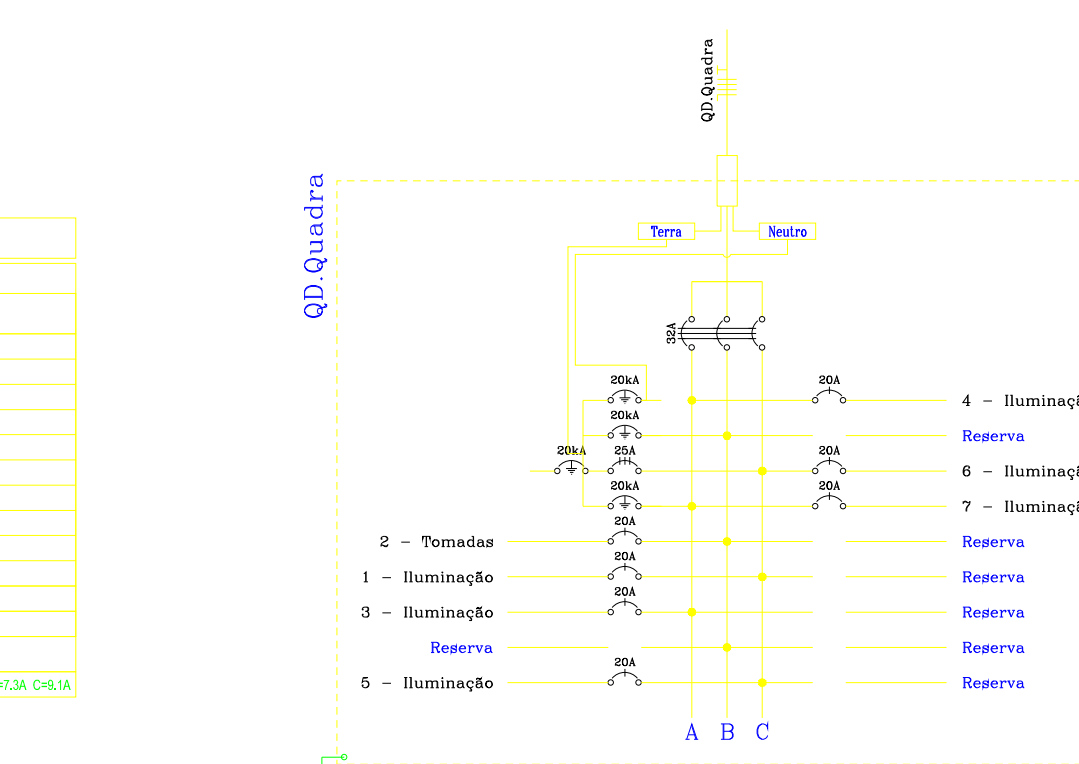 QD.Quadra
QD.Quadra
Terra
Neutro
32A
20kA
20A
4 - Iluminaç
20kA
Reserva
20kA
25A
20A
6 - Iluminaç
20kA
20A
7 - Iluminaç
20A
2 - Tomadas
Reserva
20A
1 - Iluminação
Reserva
20A
3 - Iluminação
Reserva
Reserva
Reserva
20A
5 - Iluminação
Reserva
=7.3A C=9.1A
A B C